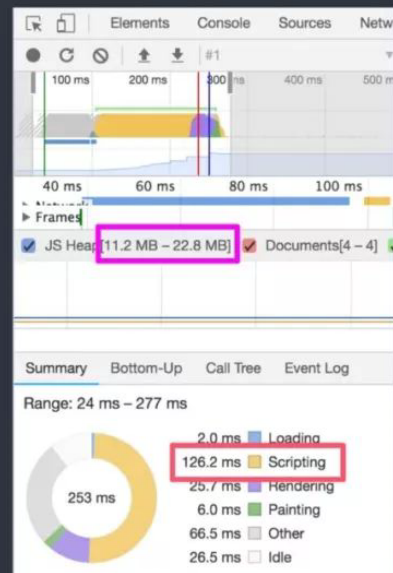 Elements Console Sources Netw
#1
100 ms 200 ms 300 ms 400 ms 500 m
40 ms 60 ms 80 ms 100 ms
Network
Frames
JS Heap[11.2 MB – 22.8 MB] Documents[4 – 4]
Summary Bottom-Up Call Tree Event Log
Range: 24 ms – 277 ms
2.0 ms Loading
126.2 ms Scripting
25.7 ms Rendering
253 ms
6.0 ms Painting
66.5 ms Other
26.5 ms Idle